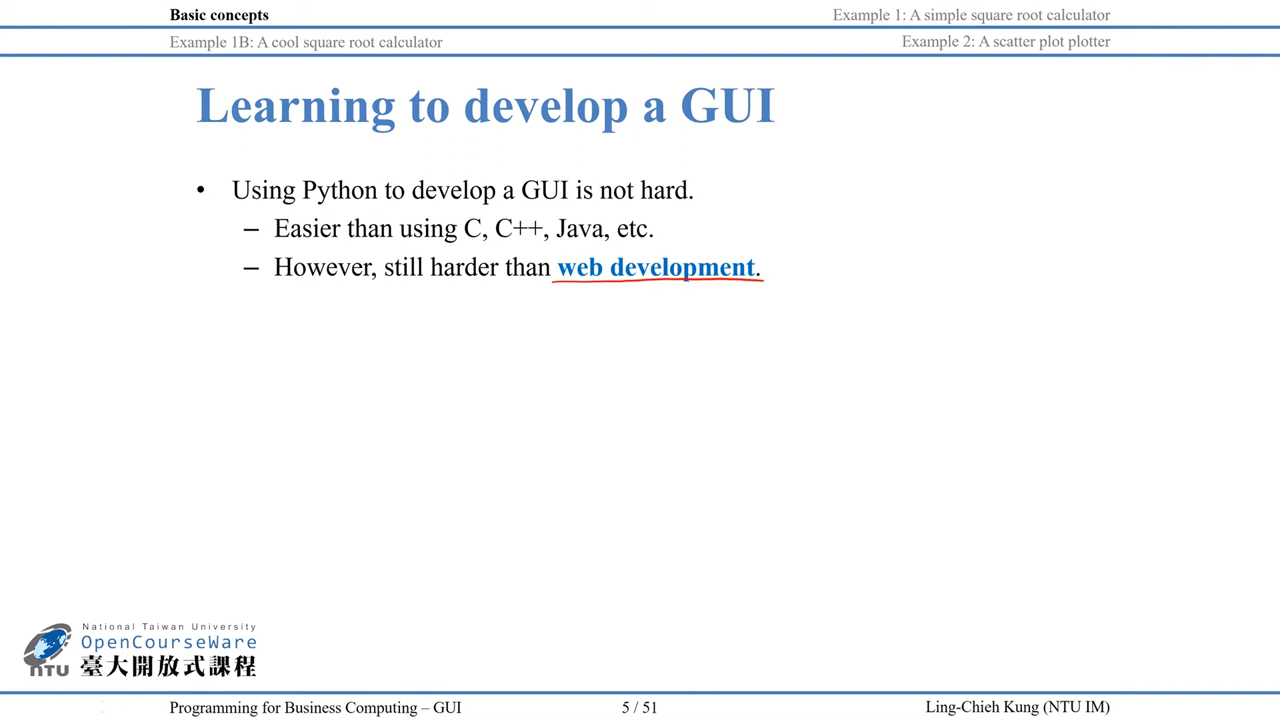 Basic concepts
Example 1: A simple square root calculator
Example 1B: A cool square root calculator
Example 2: A scatter plot plotter
Learning to develop a GUI
• Using Python to develop a GUI is not hard.
– Easier than using C, C++, Java, etc.
– However, still harder than web development.
National Taiwan University
OpenCourseWare
NTU 臺大開放式課程
Programming for Business Computing – GUI
5 / 51
Ling-Chieh Kung (NTU IM)